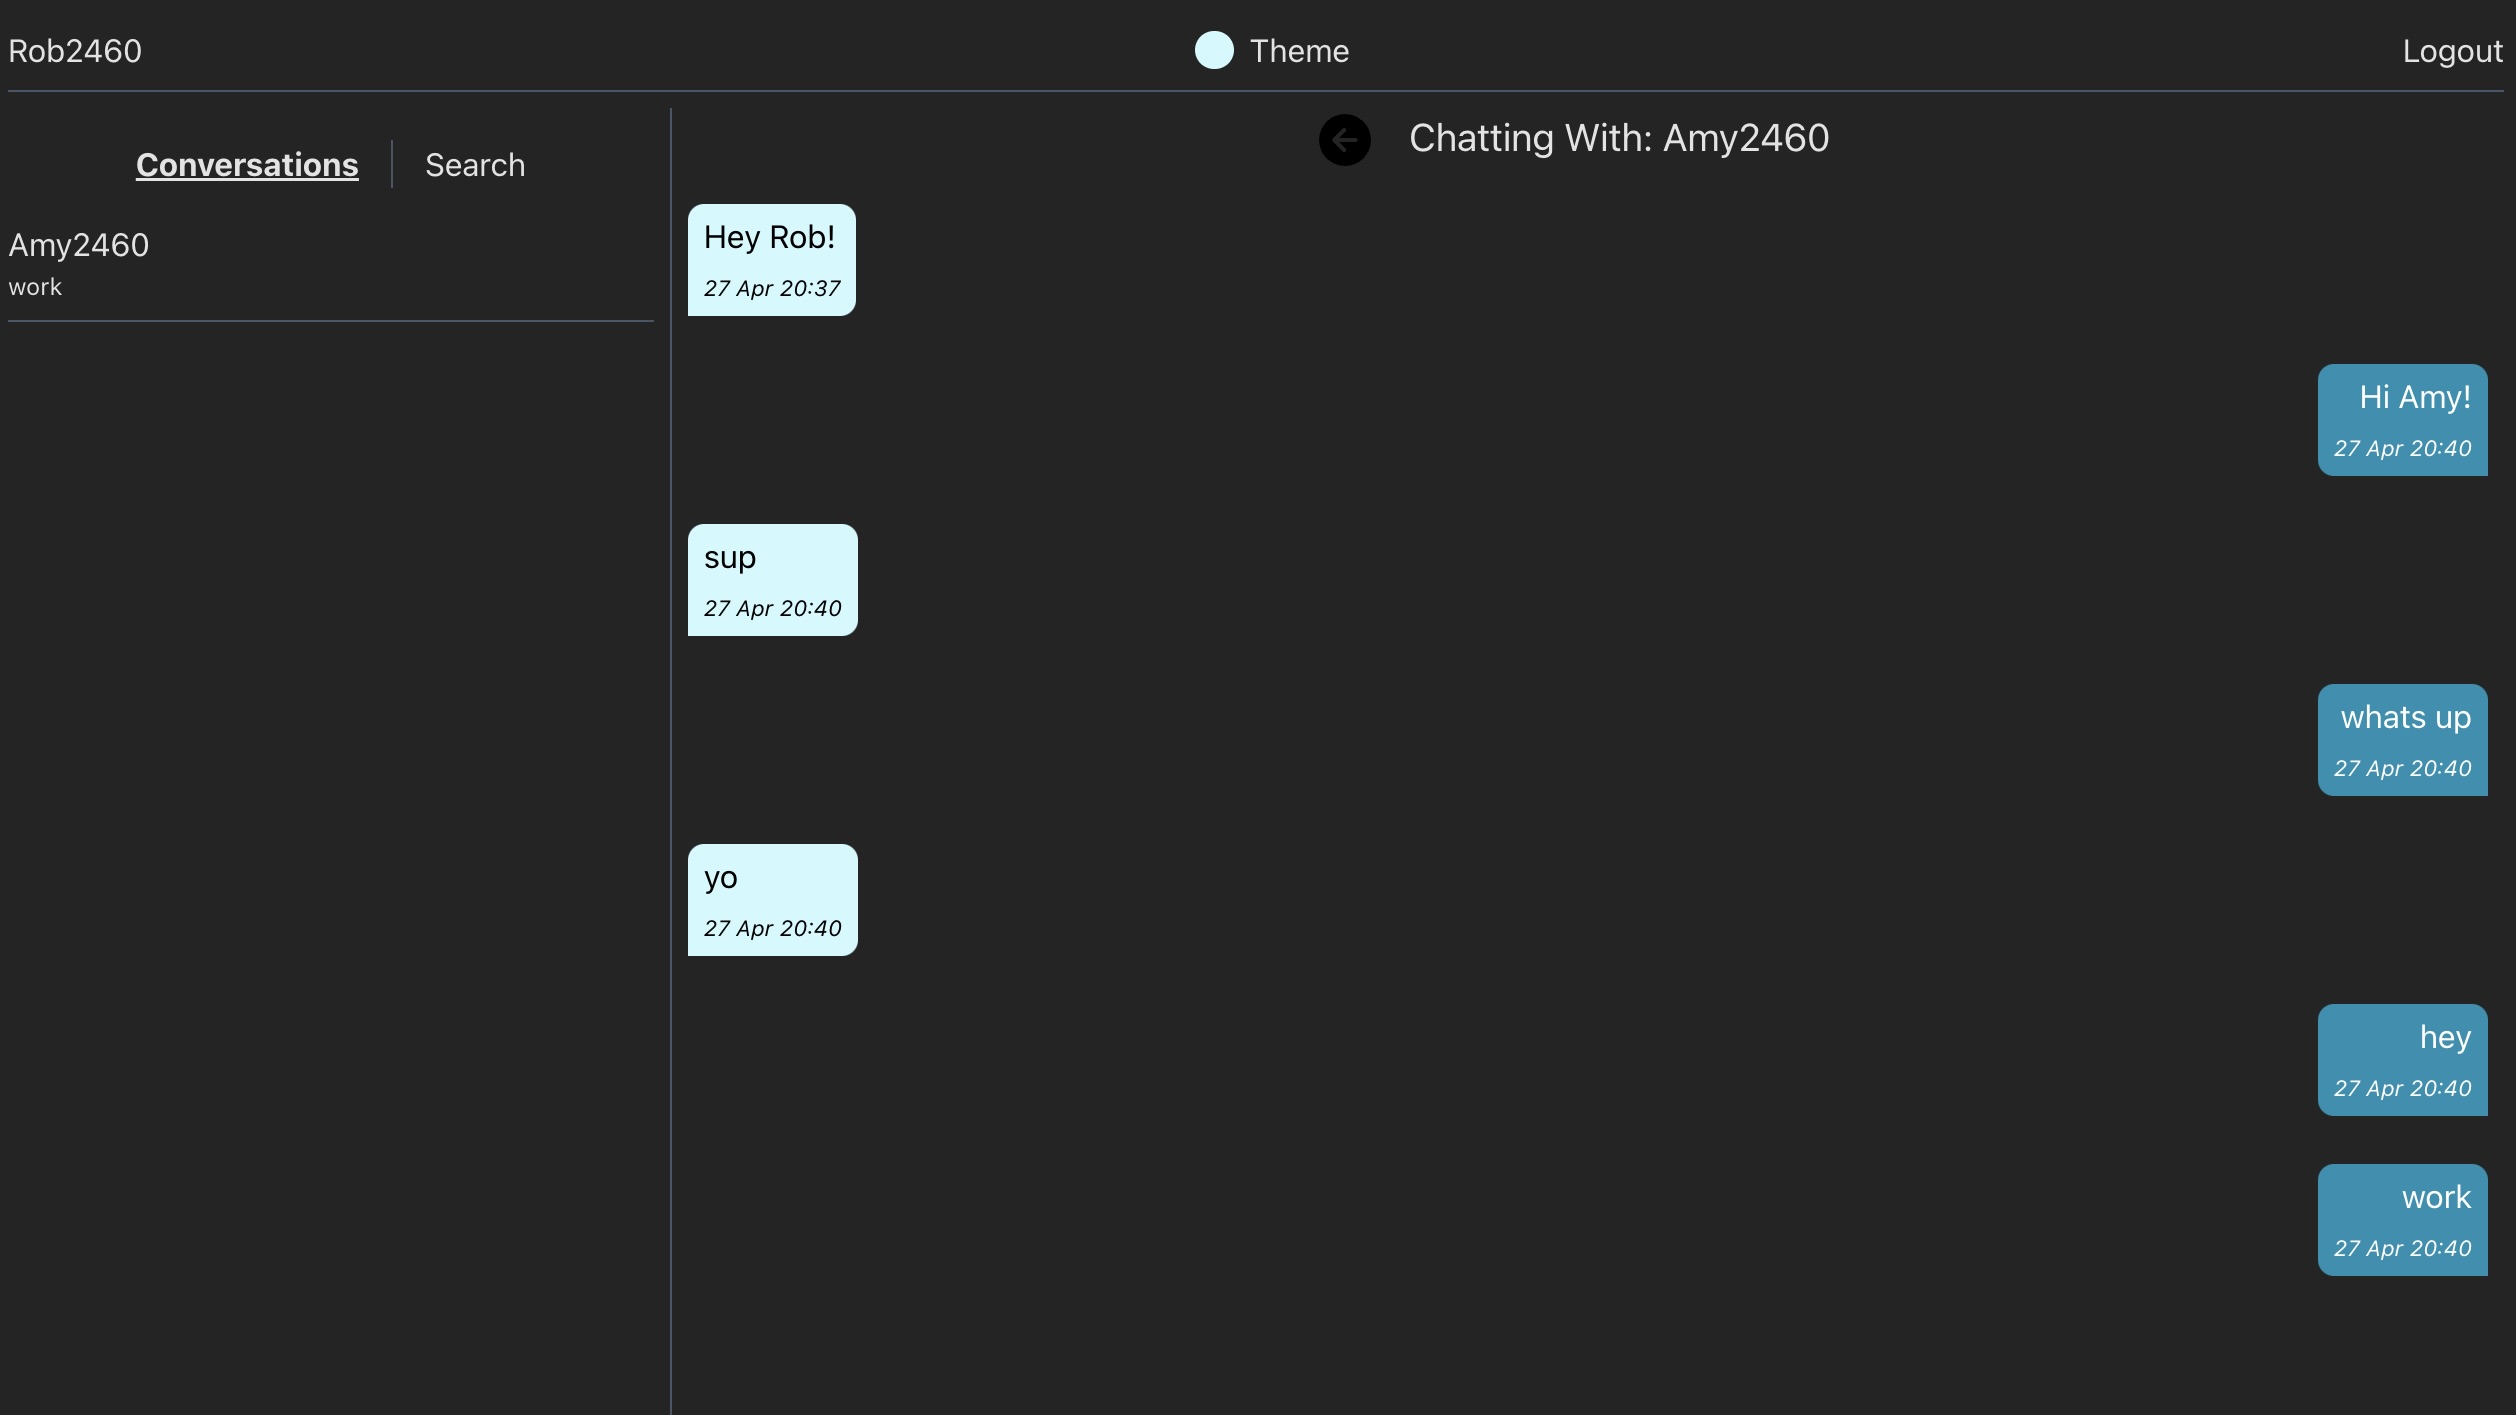 Rob2460
Theme
Logout
Conversations
Search
Amy2460
work
Chatting With: Amy2460
Hey Rob!
27 Apr 20:37
Hi Amy!
27 Apr 20:40
sup
27 Apr 20:40
whats up
27 Apr 20:40
yo
27 Apr 20:40
hey
27 Apr 20:40
work
27 Apr 20:40